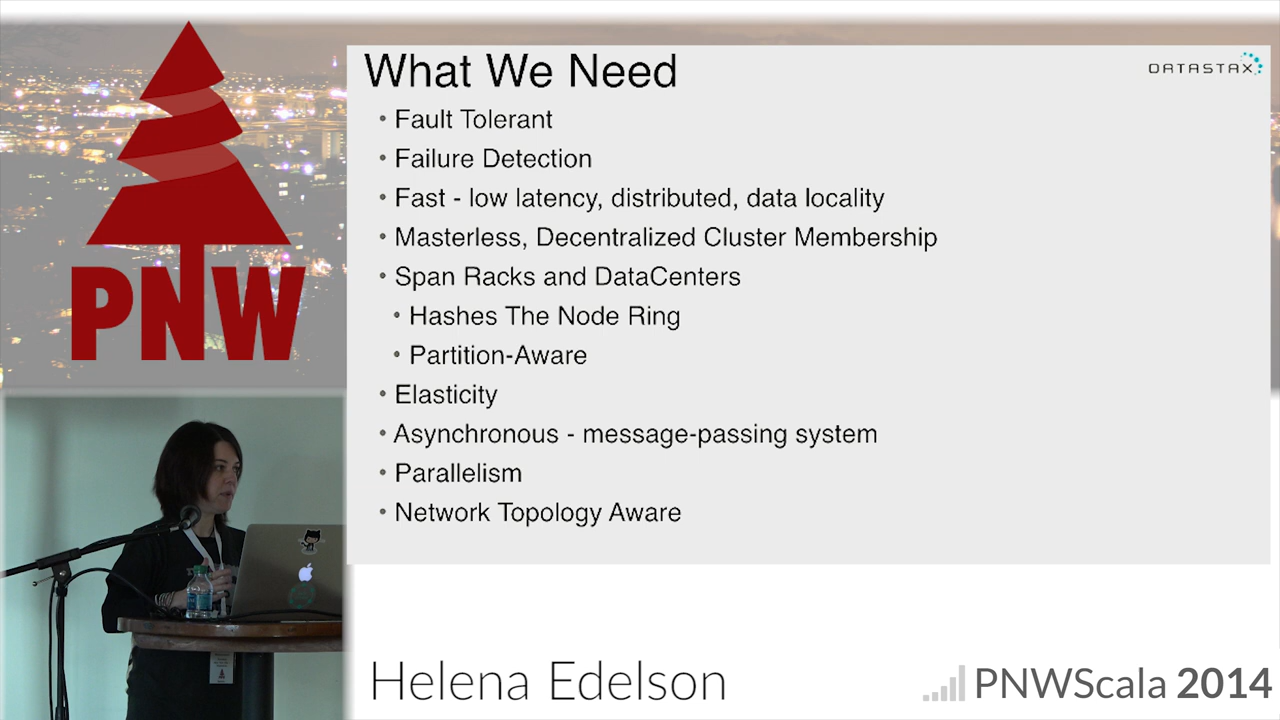 PNW
What We Need
DATASTAX
• Fault Tolerant
• Failure Detection
• Fast - low latency, distributed, data locality
• Masterless, Decentralized Cluster Membership
• Span Racks and DataCenters
• Hashes The Node Ring
• Partition-Aware
• Elasticity
• Asynchronous - message-passing system
• Parallelism
• Network Topology Aware
Helena Edelson
PNWScala 2014